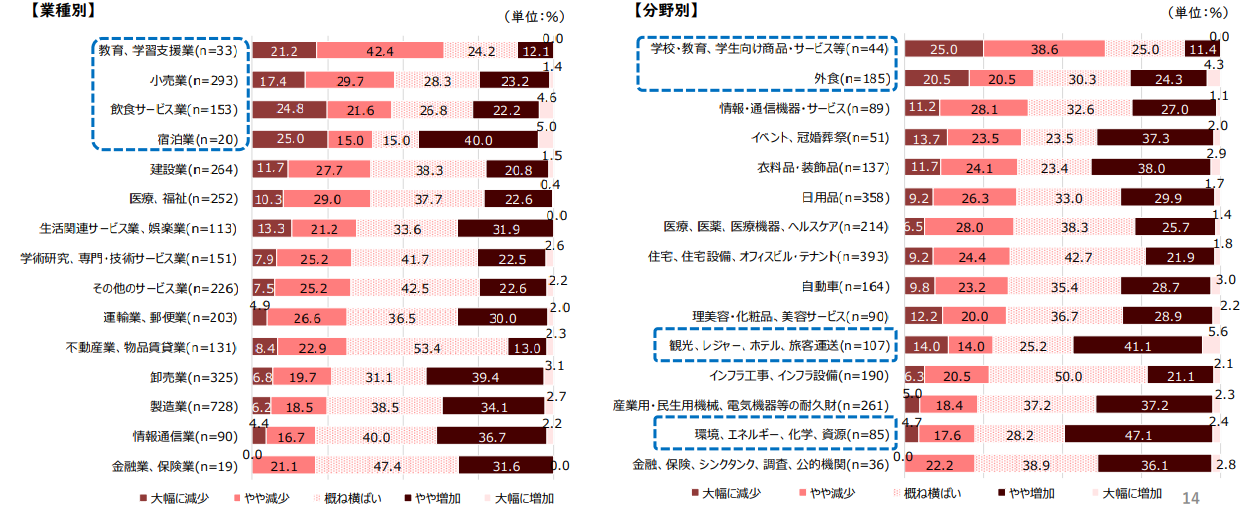 【業種別】
(単位:%)
教育、学習支援業(n=33) 21.2 42.4 24.2 12.1 0.0
小売業(n=293) 17.4 29.7 28.3 23.2 1.4
飲食サービス業(n=153) 24.8 21.6 26.8 22.2 4.6
宿泊業(n=20) 25.0 15.0 15.0 40.0 5.0
建設業(n=264) 11.7 27.7 38.3 20.8 1.5
医療、福祉(n=252) 10.3 29.0 37.7 22.6 0.4
生活関連サービス業、娯楽業(n=113) 13.3 21.2 33.6 31.9 0.0
学術研究、専門・技術サービス業(n=151) 7.9 25.2 41.7 22.5 2.6
その他のサービス業(n=226) 7.5 25.2 42.5 22.6 2.2
運輸業、郵便業(n=203) 4.9 26.6 36.5 30.0 2.0
不動産業、物品賃貸業(n=131) 8.4 22.9 53.4 13.0 2.3
卸売業(n=325) 6.8 19.7 31.1 39.4 3.1
製造業(n=728) 6.2 18.5 38.5 34.1 2.7
情報通信業(n=90) 4.4 16.7 40.0 36.7 2.2
金融業、保険業(n=19) 0.0 21.1 47.4 31.6 0.0
大幅に減少 やや減少 概ね横ばい やや増加 大幅に増加
【分野別】
(単位:%)
学校・教育、学生向け商品・サービス等(n=44) 25.0 38.6 25.0 11.4 0.0
外食(n=185) 20.5 20.5 30.3 24.3 4.3
情報・通信機器・サービス(n=89) 11.2 28.1 32.6 27.0 1.1
イベント、冠婚葬祭(n=51) 13.7 23.5 23.5 37.3 2.0
衣料品・装飾品(n=137) 11.7 24.1 23.4 38.0 2.9
日用品(n=358) 9.2 26.3 33.0 29.9 1.7
医療、医薬、医療機器、ヘルスケア(n=214) 6.5 28.0 38.3 25.7 1.4
住宅、住宅設備、オフィスビル・テナント(n=393) 9.2 24.4 42.7 21.9 1.8
自動車(n=164) 9.8 23.2 35.4 28.7 3.0
理美容・化粧品、美容サービス(n=90) 12.2 20.0 36.7 28.9 2.2
観光、レジャー、ホテル、旅客運送(n=107) 14.0 14.0 25.2 41.1 5.6
インフラ工事、インフラ設備(n=190) 6.3 20.5 50.0 21.1 2.1
産業用・民生用機械、電気機器等の耐久財(n=261) 5.0 18.4 37.2 37.2 2.3
環境、エネルギー、化学、資源(n=85) 4.7 17.6 28.2 47.1 2.4
金融、保険、シンクタンク、調査、公的機関(n=36) 0.0 22.2 38.9 36.1 2.8
大幅に減少 やや減少 概ね横ばい やや増加 大幅に増加
14